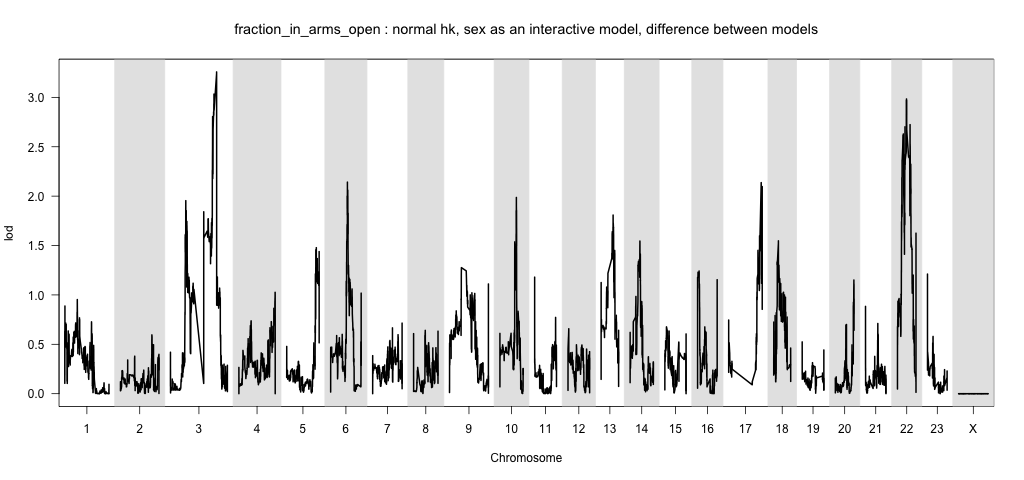 fraction_in_arms_open : normal hk, sex as an interactive model, difference between models
lod
3.0
2.5
2.0
1.5
1.0
0.5
0.0
1 2 3 4 5 6 7 8 9 10 11 12 13 14 15 16 17 18 19 20 21 22 23 X
Chromosome